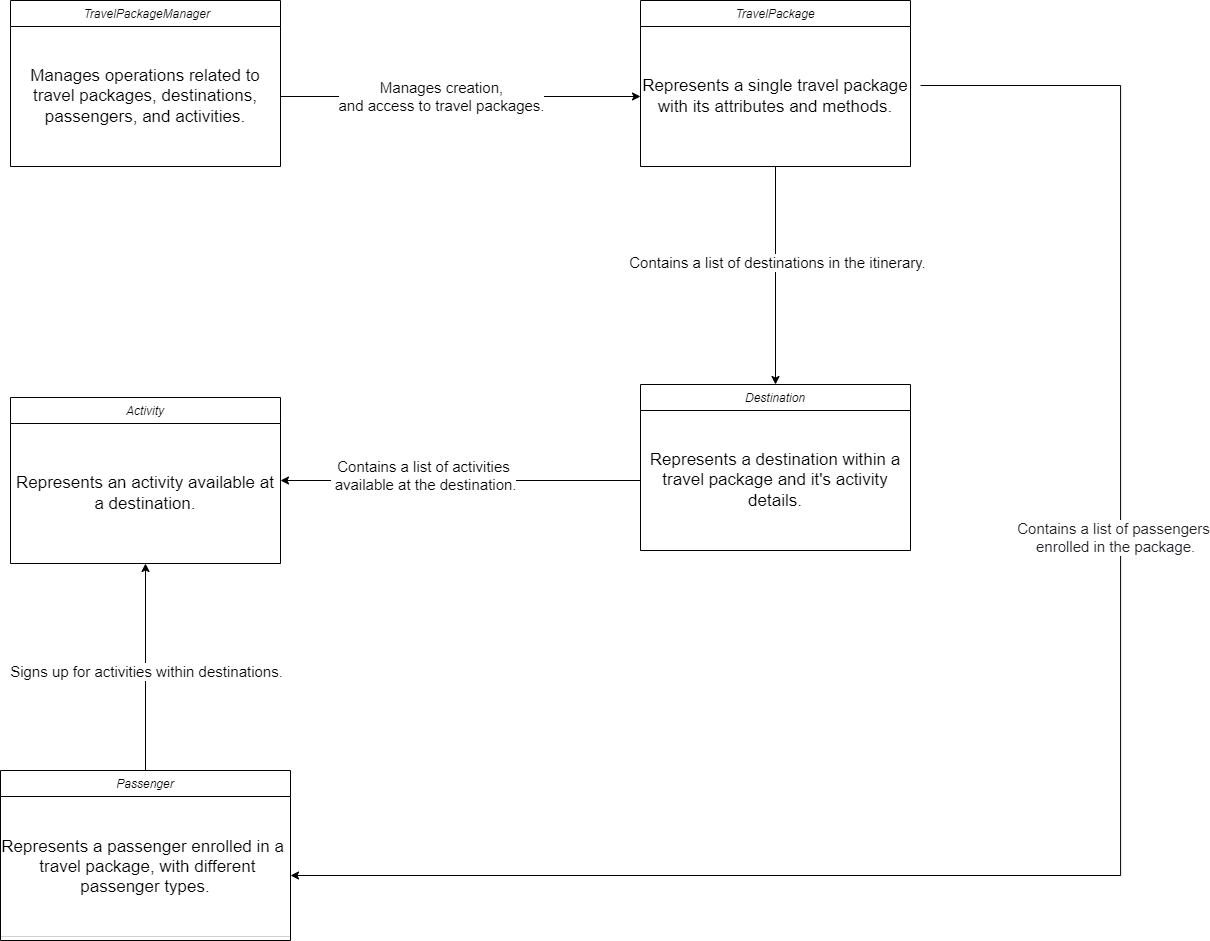 TravelPackageManager
Manages operations related to
travel packages, destinations,
passengers, and activities.
Manages creation,
and access to travel packages.
TravelPackage
Represents a single travel package
with its attributes and methods.
Contains a list of destinations in the itinerary.
Activity
Represents an activity available at
a destination.
Contains a list of activities
available at the destination.
Destination
Represents a destination within a
travel package and it's activity
details.
Contains a list of passengers
enrolled in the package.
Signs up for activities within destinations.
Passenger
Represents a passenger enrolled in a
travel package, with different
passenger types.